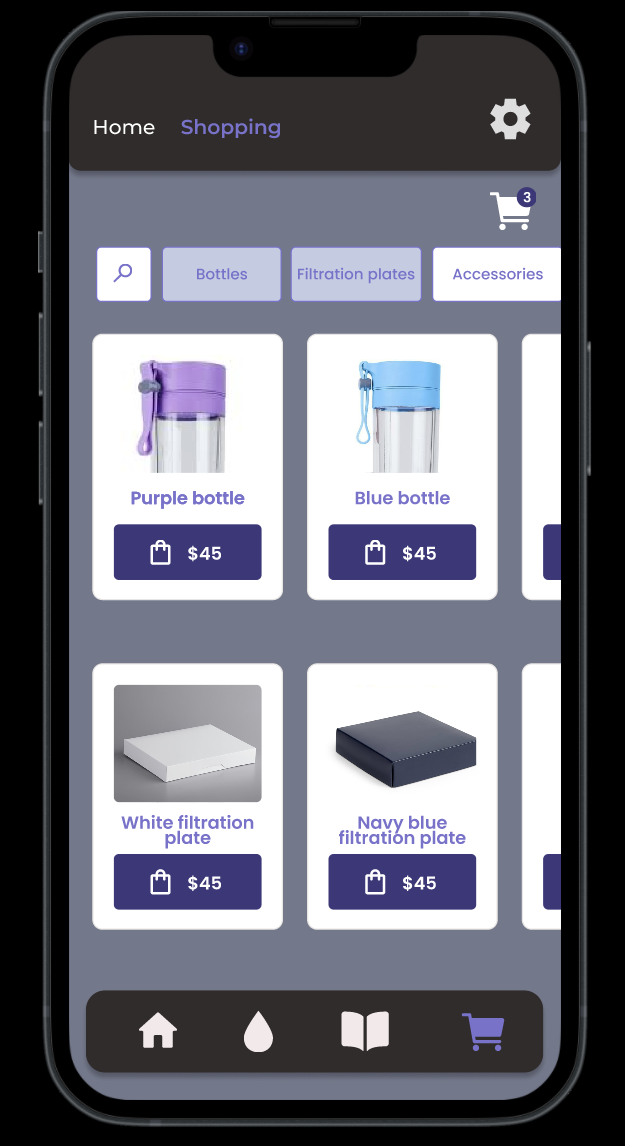 Home Shopping
3
Bottles Filtration plates Accessories
Purple bottle
$45
Blue bottle
$45
White filtration
plate
$45
Navy blue
filtration plate
$45